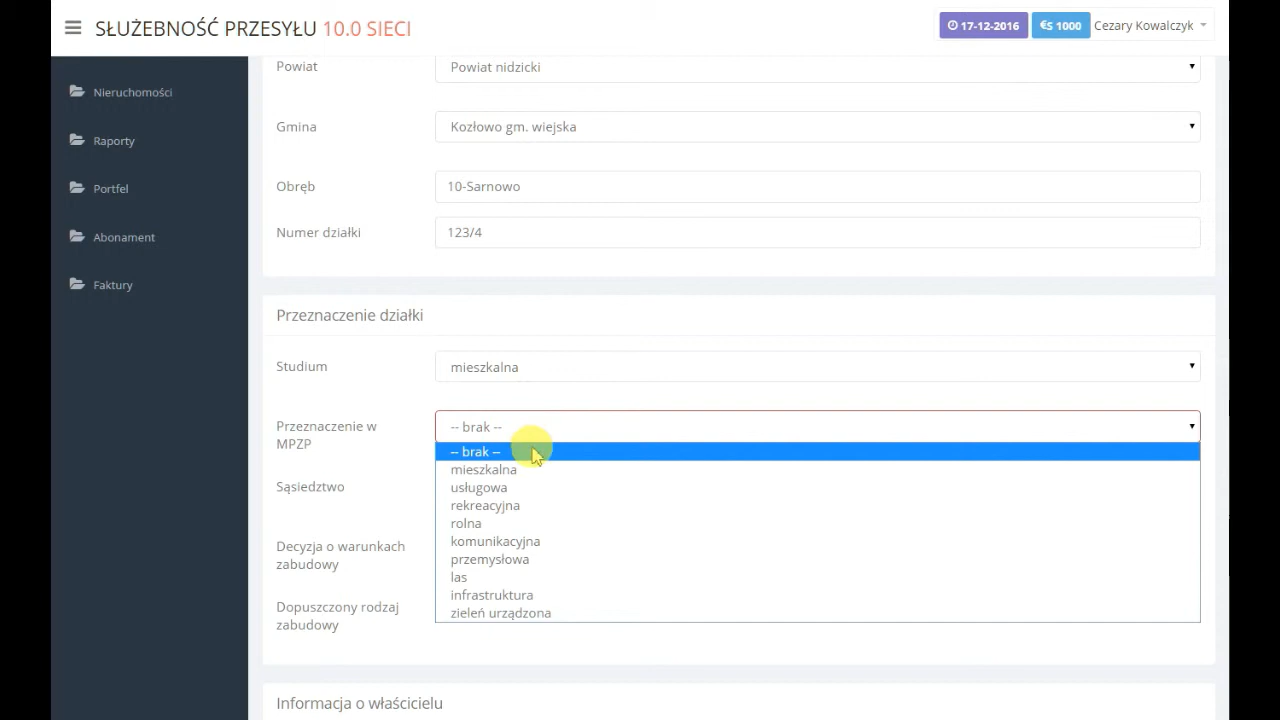 SŁUŻEBNOŚĆ PRZESYŁU 10.0 SIECI
17-12-2016
€S 1000
Cezary Kowalczyk
Nieruchomości
Raporty
Portfel
Abonament
Faktury
Powiat
Powiat nidzicki
Gmina
Kozłowo gm. wiejska
Obręb
10-Sarnowo
Numer działki
123/4
Przeznaczenie działki
Studium
mieszkalna
Przeznaczenie w
MPZP
-- brak --
-- brak --
mieszkalna
usługowa
rekreacyjna
rolna
komunikacyjna
przemysłowa
las
infrastruktura
zieleń urządzona
Sąsiedztwo
Decyzja o warunkach
zabudowy
Dopuszczony rodzaj
zabudowy
Informacja o właścicielu